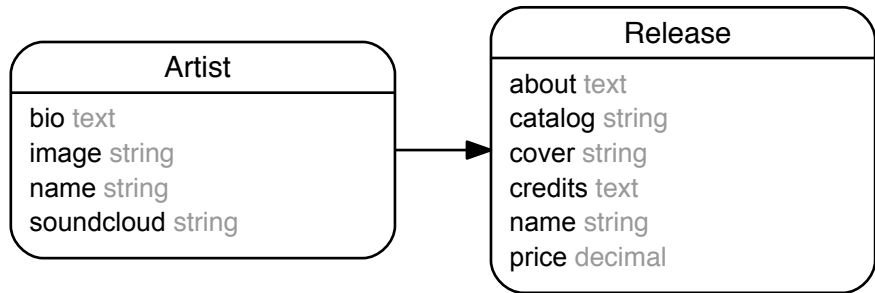 Artist
bio text
image string
name string
soundcloud string
Release
about text
catalog string
cover string
credits text
name string
price decimal